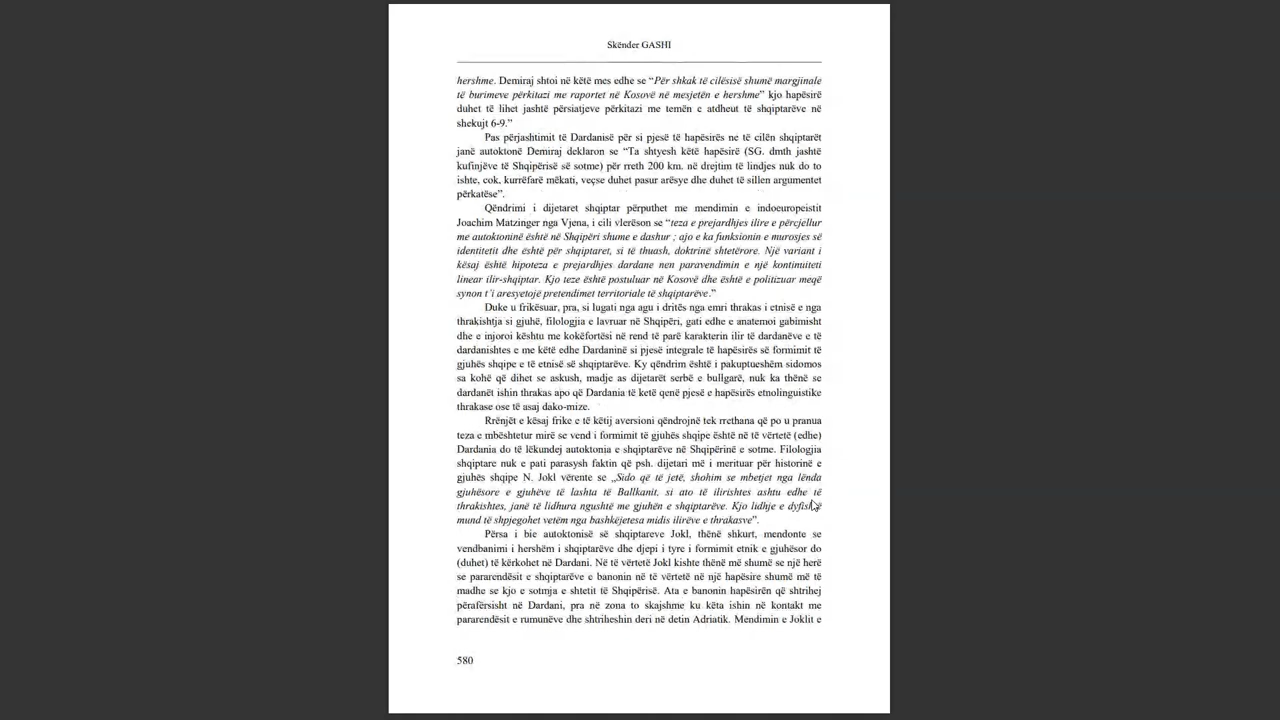 Skënder GASHI
hershme. Demiraj shtoi në këtë mes edhe se “Për shkak të cilësisë shumë margjinale
të burimeve përkitazi me raportet në Kosovë në mesjetën e hershme” kjo hapësirë
duhet të lihet jashtë përsiatjeve përkitazi me temën e atdheut të shqiptarëve në
shekujt 6-9.”
Pas përjashtimit të Dardanisë për si pjesë të hapësirës ne të cilën shqiptarët
janë autoktonë Demiraj deklaron se “Ta shtyesh këtë hapësirë (SG. dmth jashtë
kufinjëve të Shqipërisë së sotme) për rreth 200 km. në drejtim të lindjes nuk do to
ishte, cok, kurrëfarë mëkati, veçse duhet pasur arësye dhe duhet të sillen argumentet
përkatëse”.
Qëndrimi i dijetaret shqiptar përputhet me mendimin e indoeuropeistit
Joachim Matzinger nga Vjena, i cili vlerëson se “teza e prejardhjes ilire e përcjellur
me autoktoninë është në Shqipëri shume e dashur ; ajo e ka funksionin e murosjes së
identitetit dhe është për shqiptaret, si të thuash, doktrinë shtetërore. Një variant i
kësaj është hipoteza e prejardhjes dardane nen paravendimin e një kontinuiteti
linear ilir-shqiptar. Kjo teze është postuluar në Kosovë dhe është e politizuar meqë
synon t’i aresyetojë pretendimet territoriale të shqiptarëve.”
Duke u frikësuar, pra, si lugati nga agu i dritës nga emri thrakas i etnisë e nga
thrakishtja si gjuhë, filologjia e lavruar në Shqipëri, gati edhe e anatemoi gabimisht
dhe e injoroi kështu me kokëfortësi në rend të parë karakterin ilir të dardanëve e të
dardanishtes e me këtë edhe Dardaninë si pjesë integrale të hapësirës së formimit të
gjuhës shqipe e të etnisë së shqiptarëve. Ky qëndrim është i pakuptueshëm sidomos
sa kohë që dihet se askush, madje as dijetarët serbë e bullgarë, nuk ka thënë se
dardanët ishin thrakas apo që Dardania të ketë qenë pjesë e hapësirës etnolinguistike
thrakase ose të asaj dako-mize.
Rrënjët e kësaj frike e të këtij aversioni qëndrojnë tek rrethana që po u pranua
teza e mbështetur mirë se vend i formimit të gjuhës shqipe është në të vërtetë (edhe)
Dardania do të lëkundej autoktonia e shqiptarëve në Shqipërinë e sotme. Filologjia
shqiptare nuk e pati parasysh faktin që psh. dijetari më i merituar për historinë e
gjuhës shqipe N. Jokl vërente se „Sido që të jetë, shohim se mbetjet nga lënda
gjuhësore e gjuhëve të lashta të Ballkanit, si ato të ilirishtes ashtu edhe të
thrakishtes, janë të lidhura ngushtë me gjuhën e shqiptarëve. Kjo lidhje e dyfishtë
mund të shpjegohet vetëm nga bashkëjetesa midis ilirëve e thrakasve”.
Përsa i bie autoktonisë së shqiptareve Jokl, thënë shkurt, mendonte se
vendbanimi i hershëm i shqiptarëve dhe djepi i tyre i formimit etnik e gjuhësor do
(duhet) të kërkohet në Dardani. Në të vërtetë Jokl kishte thënë më shumë se një herë
se pararendësit e shqiptarëve e banonin në të vërtetë në një hapësire shumë më të
madhe se kjo e sotmja e shtetit të Shqipërisë. Ata e banonin hapësirën që shtrihej
përafërsisht në Dardani, pra në zona to skajshme ku këta ishin në kontakt me
pararendësit e rumunëve dhe shtriheshin deri në detin Adriatik. Mendimin e Joklit e
580